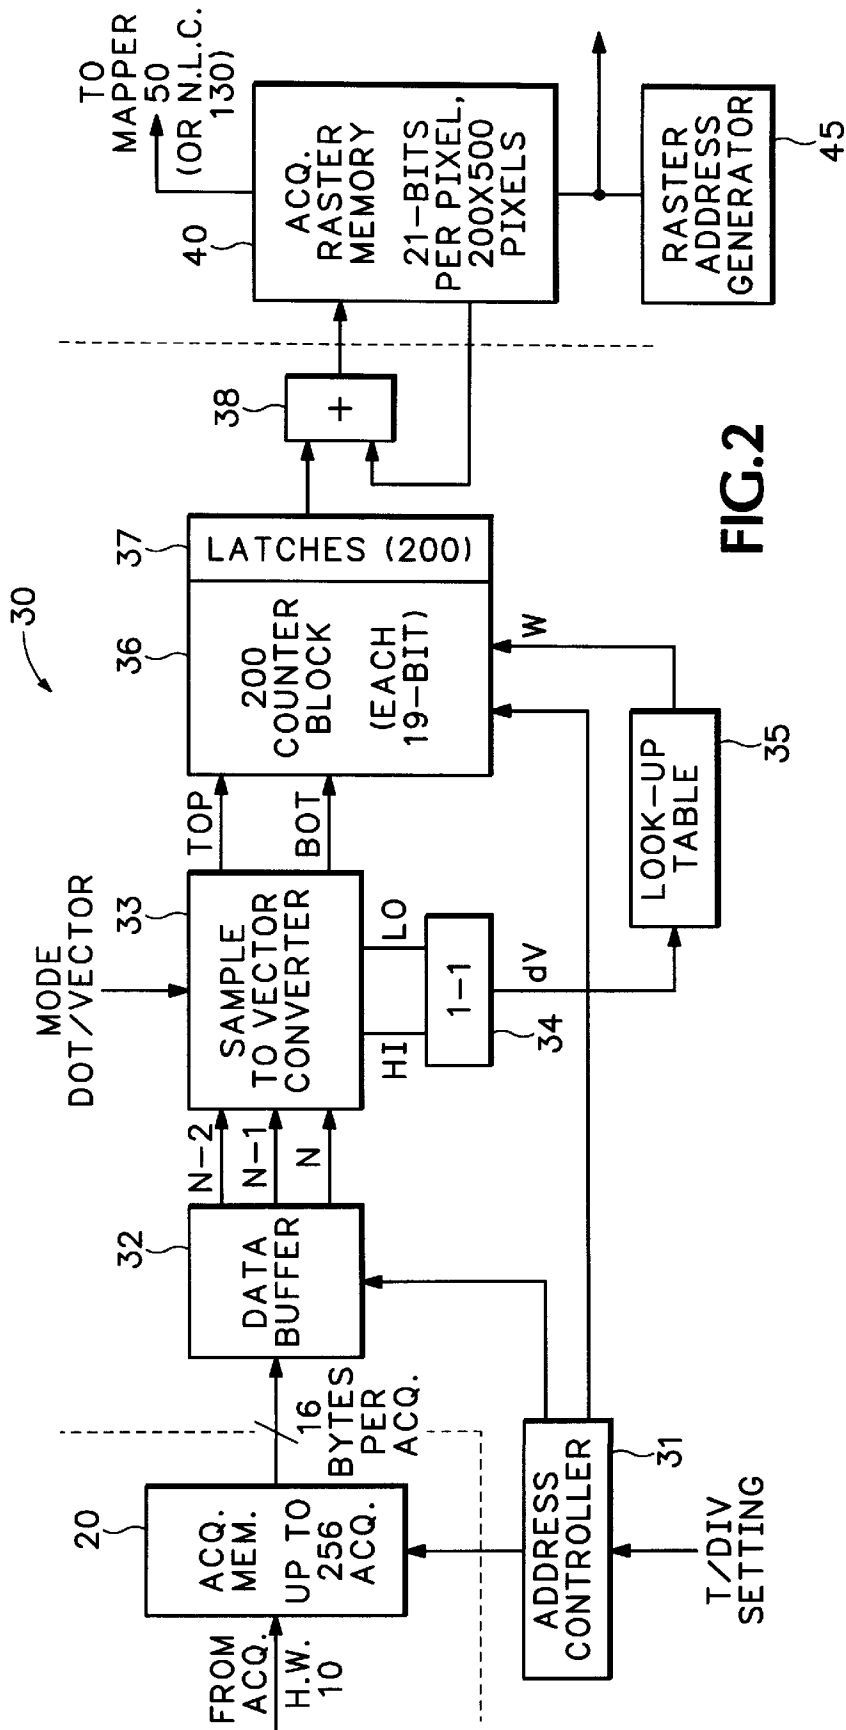 30
FROM
ACQ.
H.W.
10
20
ACQ.
MEM.
UP TO
256
ACQ.
16
BYTES
PER
ACQ.
32
DATA
BUFFER
N-2
N-1
N
MODE
DOT/VECTOR
33
SAMPLE
TO VECTOR
CONVERTER
HI
LO
1-1
34
dV
TOP
BOT
36
200
COUNTER
BLOCK
(EACH
19-BIT)
37
LATCHES (200)
W
LOOK-UP
TABLE
35
38
+
40
ACQ.
RASTER
MEMORY
21-BITS
PER PIXEL,
200X500
PIXELS
TO
MAPPER
50
(OR N.L.C.
130)
RASTER
ADDRESS
GENERATOR
45
ADDRESS
CONTROLLER
31
T/DIV
SETTING
FIG.2